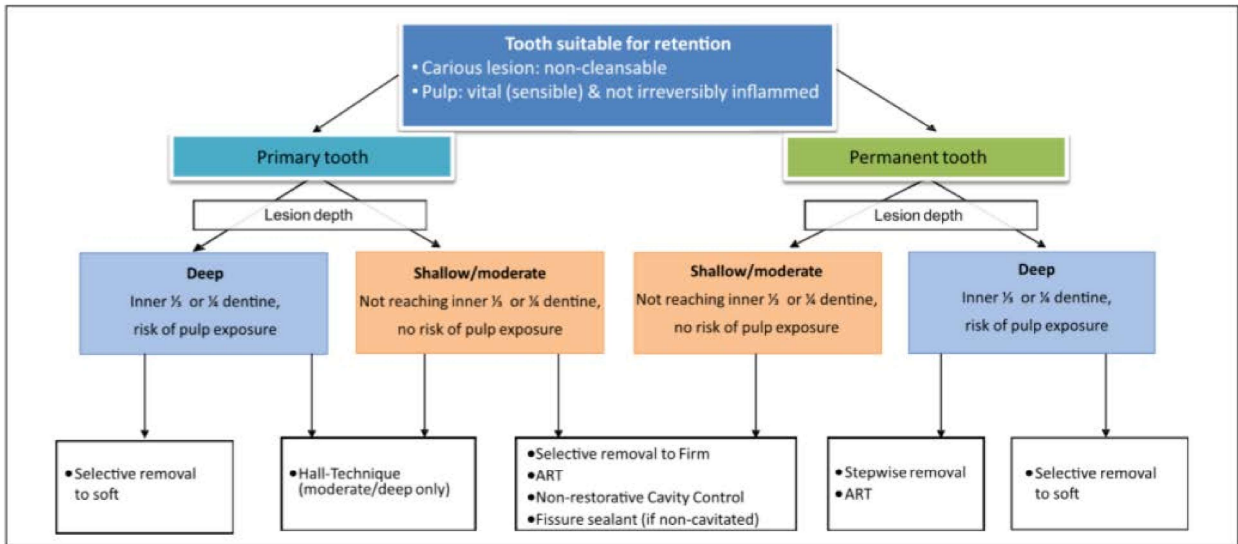 Tooth suitable for retention
• Carious lesion: non-cleansable
• Pulp: vital (sensible) & not irreversibly inflammed
Primary tooth
Permanent tooth
Lesion depth
Lesion depth
Deep
Inner ⅓ or ¼ dentine,
risk of pulp exposure
Shallow/moderate
Not reaching inner ⅓ or ¼ dentine,
no risk of pulp exposure
Shallow/moderate
Not reaching inner ⅓ or ¼ dentine,
no risk of pulp exposure
Deep
Inner ⅓ or ¼ dentine,
risk of pulp exposure
•Selective removal
to soft
•Hall-Technique
(moderate/deep only)
•Selective removal to Firm
•ART
•Non-restorative Cavity Control
•Fissure sealant (if non-cavitated)
•Stepwise removal
•ART
•Selective removal
to soft